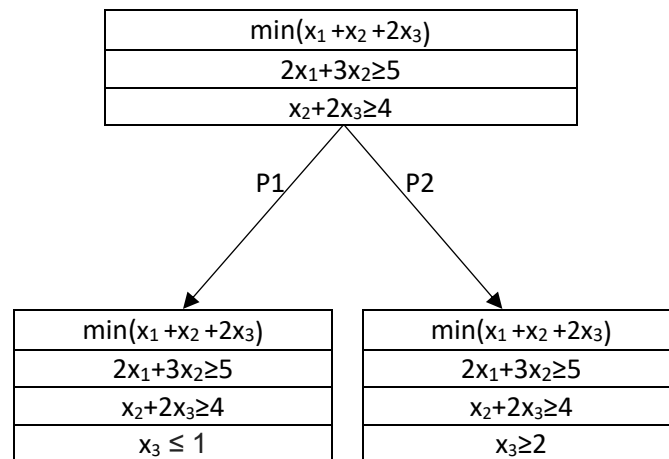 min(x₁ +x₂ +2x₃)
2x₁+3x₂≥5
x₂+2x₃≥4
P1
P2
min(x₁ +x₂ +2x₃)
2x₁+3x₂≥5
x₂+2x₃≥4
x₃ ≤ 1
min(x₁ +x₂ +2x₃)
2x₁+3x₂≥5
x₂+2x₃≥4
x₃≥2